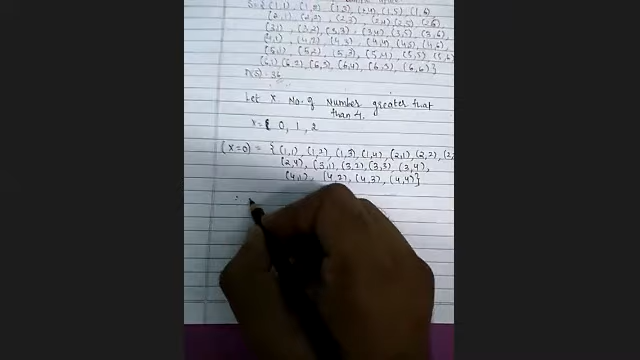 S = { (1,1), (1,2) (1,3) (1,4), (1,5) (1,6)
(2,1), (2,2), (2,3), (2,4) (2,5) (2,6)
(3,1) (3,2) (3,3), (3,4) (3,5) (3,6)
(4,1), (4,2), (4,3), (4,4) (4,5), (4,6)
(5,1) (5,2) (5,3), (5,4) (5,5) (5,6)
(6,1) (6,2), (6,3) (6,4) (6,5) (6,6) }
n(S) = 36
Let X No. of Number greater that
than 4.
X = { 0, 1, 2
(X=0) = { (1,1), (1,2), (1,3), (1,4), (2,1), (2,2),
(2,4), (3,1), (3,2), (3,3), (3,4),
(4,1), (4,2), (4,3), (4,4) }
∴